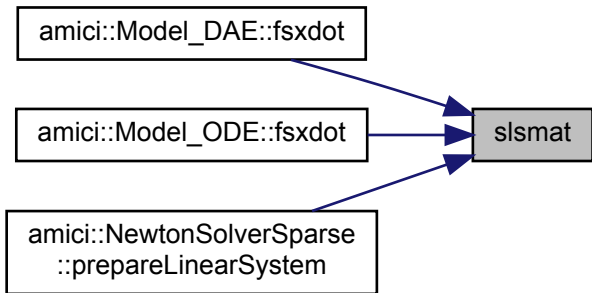 amici::Model_DAE::fsxdot
amici::Model_ODE::fsxdot
slsmat
amici::NewtonSolverSparse
::prepareLinearSystem